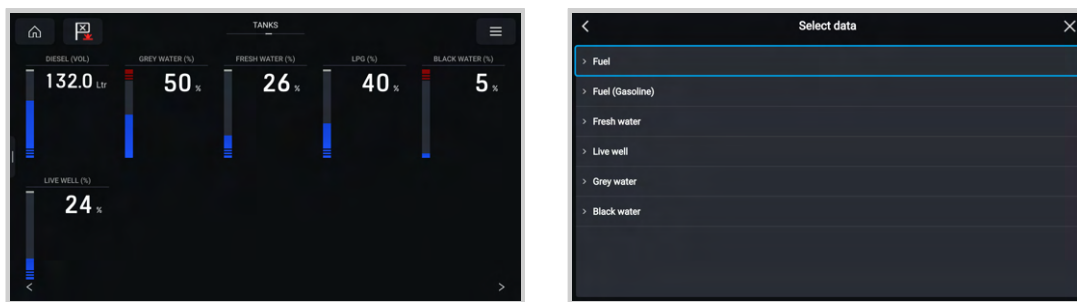 TANKS
DIESEL (VOL)
132.0 Ltr
GREY WATER (%)
50 %
FRESH WATER (%)
26 %
LPG (%)
40 %
BLACK WATER (%)
5 %
LIVE WELL (%)
24 %
Select data
Fuel
Fuel (Gasoline)
Fresh water
Live well
Grey water
Black water